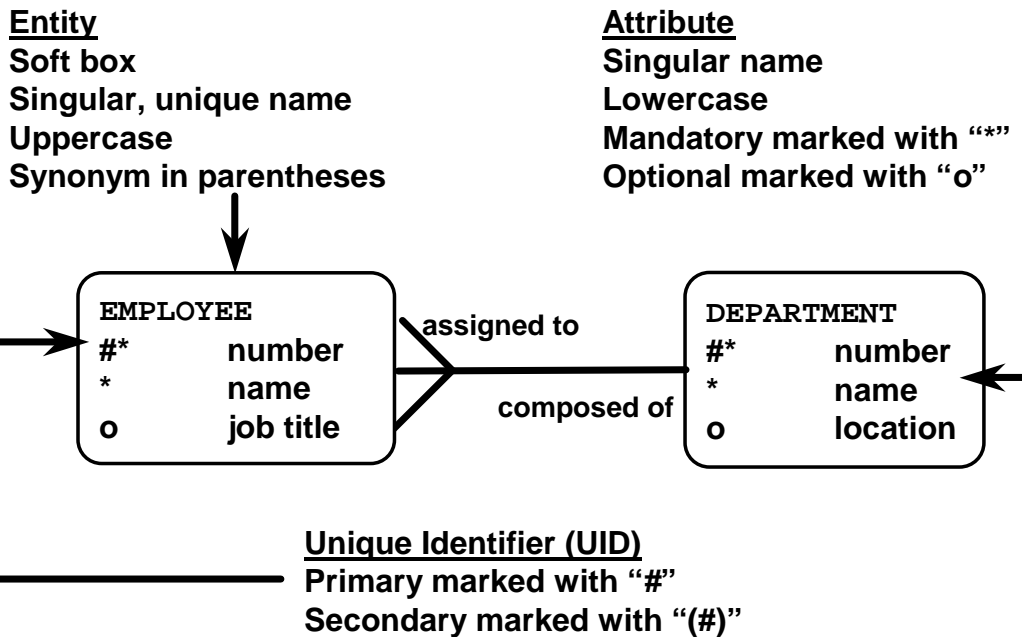 Entity
Soft box
Singular, unique name
Uppercase
Synonym in parentheses
Attribute
Singular name
Lowercase
Mandatory marked with “*”
Optional marked with “o”
EMPLOYEE
#* number
* name
o job title
assigned to
composed of
DEPARTMENT
#* number
* name
o location
Unique Identifier (UID)
Primary marked with “#”
Secondary marked with “(#)”